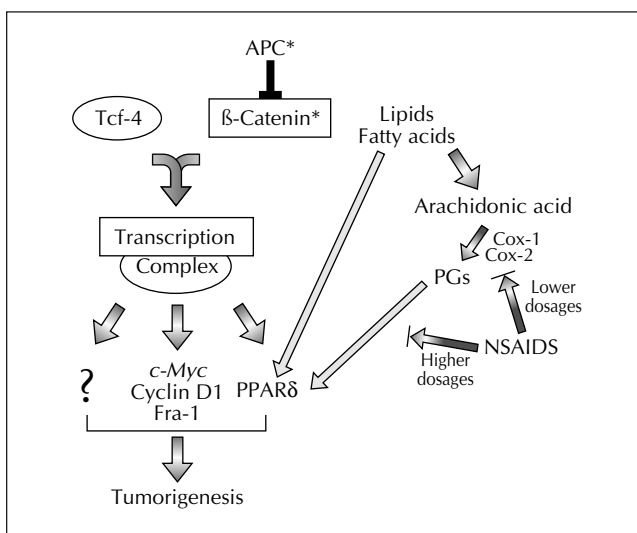 APC*
Tcf-4
ß-Catenin*
Lipids
Fatty acids
Arachidonic acid
Transcription
Complex
Cox-1
Cox-2
PGs
Lower
dosages
NSAIDS
Higher
dosages
?
c-Myc
Cyclin D1
Fra-1
PPARδ
Tumorigenesis